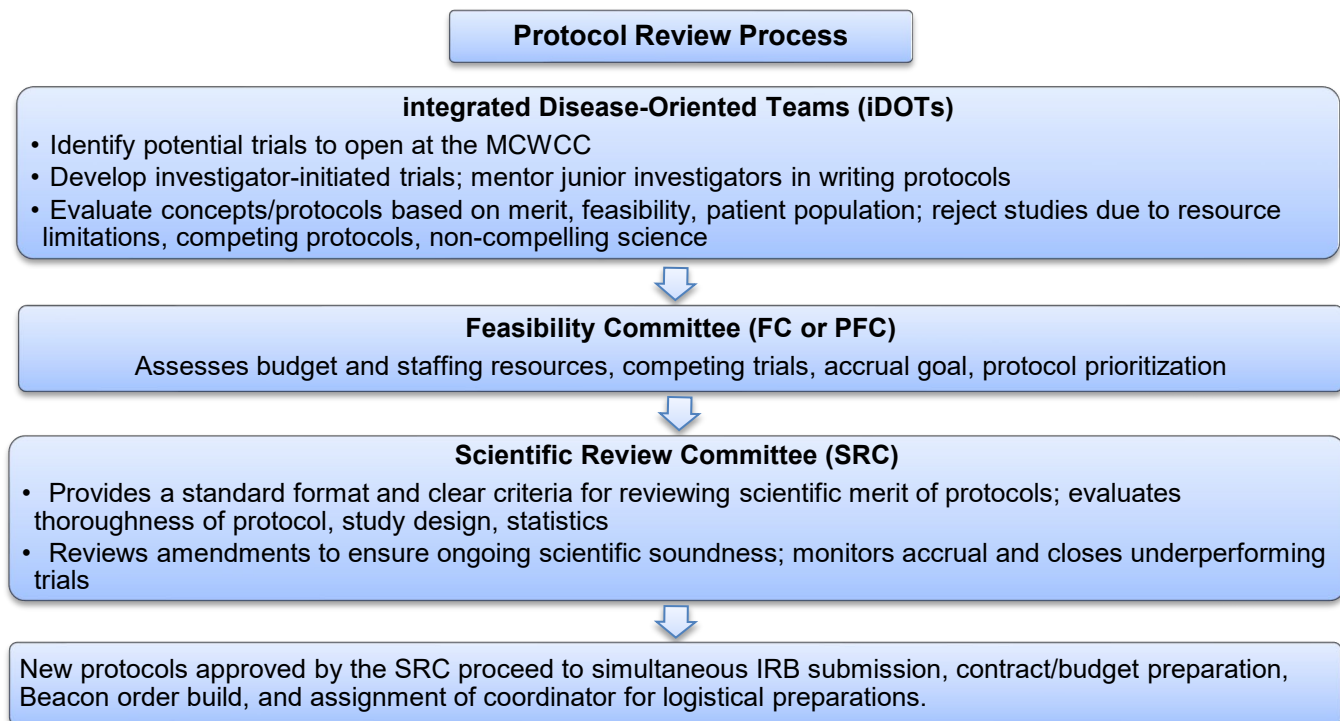 Protocol Review Process
integrated Disease-Oriented Teams (iDOTs)
• Identify potential trials to open at the MCWCC
• Develop investigator-initiated trials; mentor junior investigators in writing protocols
• Evaluate concepts/protocols based on merit, feasibility, patient population; reject studies due to resource
limitations, competing protocols, non-compelling science
Feasibility Committee (FC or PFC)
Assesses budget and staffing resources, competing trials, accrual goal, protocol prioritization
Scientific Review Committee (SRC)
• Provides a standard format and clear criteria for reviewing scientific merit of protocols; evaluates
thoroughness of protocol, study design, statistics
• Reviews amendments to ensure ongoing scientific soundness; monitors accrual and closes underperforming
trials
New protocols approved by the SRC proceed to simultaneous IRB submission, contract/budget preparation,
Beacon order build, and assignment of coordinator for logistical preparations.